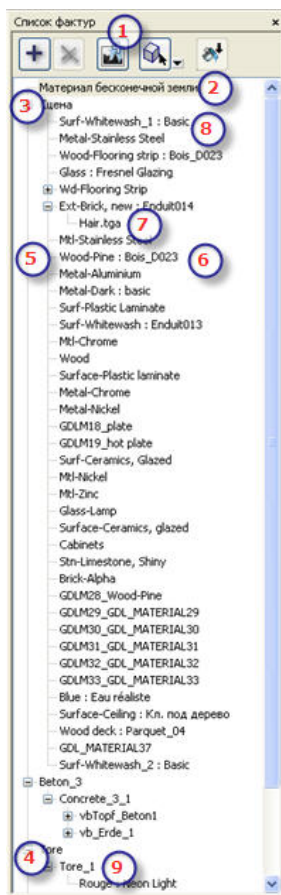 Список фактур
1
Материал бесконечной земли 2
3 Сцена
Surf-Whitewash_1 : Basic
8
Metal-Stainless Steel
Wood-Flooring strip : Bois_D023
Glass : Fresnel Glazing
Wd-Flooring Strip
Ext-Brick, new : Enduit014
Hair.tga 7
Mtl-Stainless Steel
5 Wood-Pine : Bois_D023 6
Metal-Aluminium
Metal-Dark : basic
Surf-Plastic Laminate
Surf-Whitewash : Enduit013
Mtl-Chrome
Wood
Surface-Plastic laminate
Metal-Chrome
Metal-Nickel
GDLM18_plate
GDLM19_hot plate
Surf-Ceramics, Glazed
Mtl-Nickel
Mtl-Zinc
Glass-Lamp
Surface-Ceramics, glazed
Cabinets
Stn-Limestone, Shiny
Brick-Alpha
GDLM28_Wood-Pine
GDLM29_GDL_MATERIAL29
GDLM30_GDL_MATERIAL30
GDLM31_GDL_MATERIAL31
GDLM32_GDL_MATERIAL32
GDLM33_GDL_MATERIAL33
Blue : Eau réaliste
Surface-Ceiling : Кл. под дерево
Wood deck : Parquet_04
GDL_MATERIAL37
Surf-Whitewash_2 : Basic
Beton_3
Concrete_3_1
vbTopf_Beton1
vb_Erde_1
4 Tore
Tore_1 9
Rouge : Neon Light